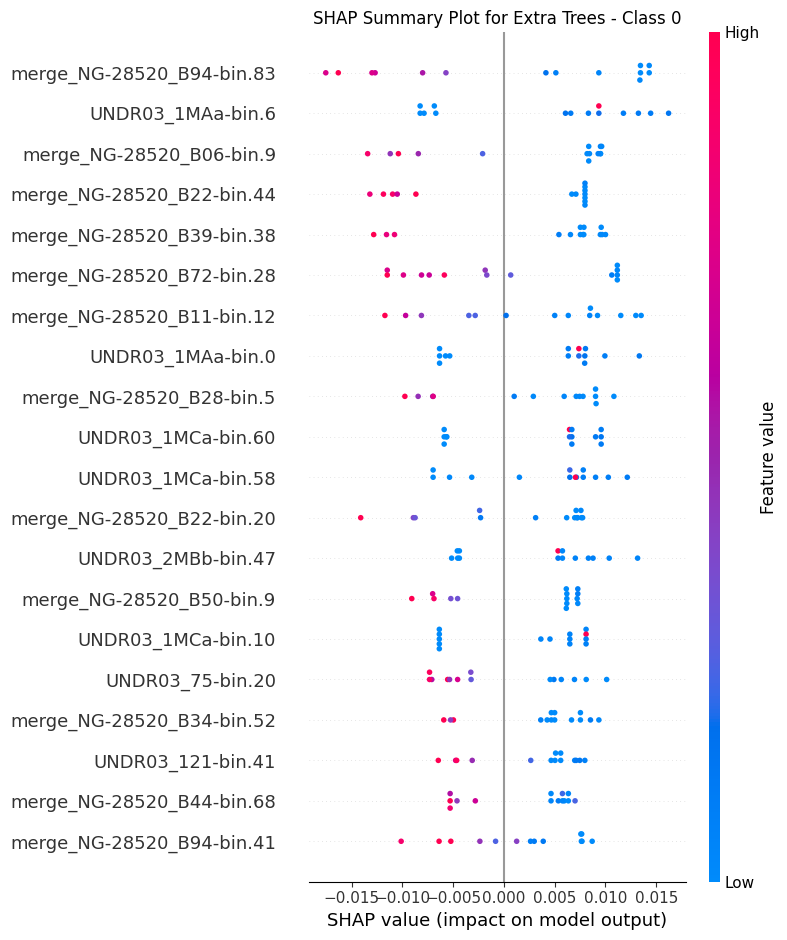 SHAP Summary Plot for Extra Trees - Class 0
High
merge_NG-28520_B94-bin.83
UNDR03_1MAa-bin.6
merge_NG-28520_B06-bin.9
merge_NG-28520_B22-bin.44
merge_NG-28520_B39-bin.38
merge_NG-28520_B72-bin.28
merge_NG-28520_B11-bin.12
UNDR03_1MAa-bin.0
merge_NG-28520_B28-bin.5
UNDR03_1MCa-bin.60
UNDR03_1MCa-bin.58
merge_NG-28520_B22-bin.20
UNDR03_2MBb-bin.47
merge_NG-28520_B50-bin.9
UNDR03_1MCa-bin.10
UNDR03_75-bin.20
merge_NG-28520_B34-bin.52
UNDR03_121-bin.41
merge_NG-28520_B44-bin.68
merge_NG-28520_B94-bin.41
Feature value
Low
−0.015 −0.010 −0.005 0.000 0.005 0.010 0.015
SHAP value (impact on model output)